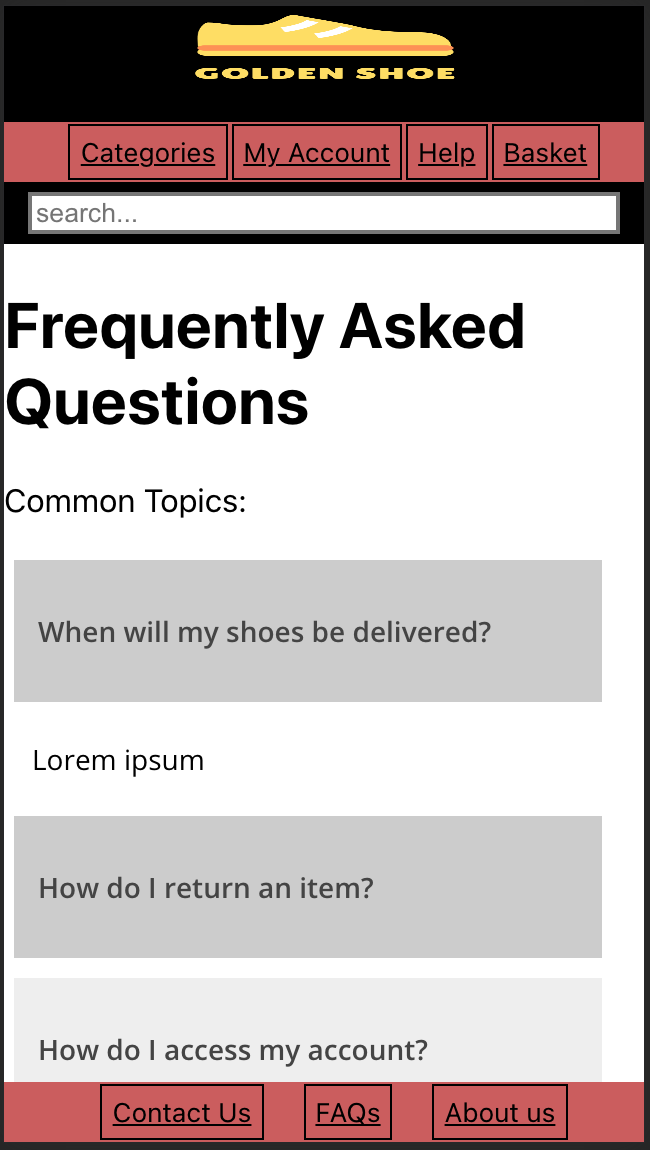 GOLDEN SHOE
Categories My Account Help Basket
search...
Frequently Asked
Questions
Common Topics:
When will my shoes be delivered?
Lorem ipsum
How do I return an item?
How do I access my account?
Contact Us FAQs About us